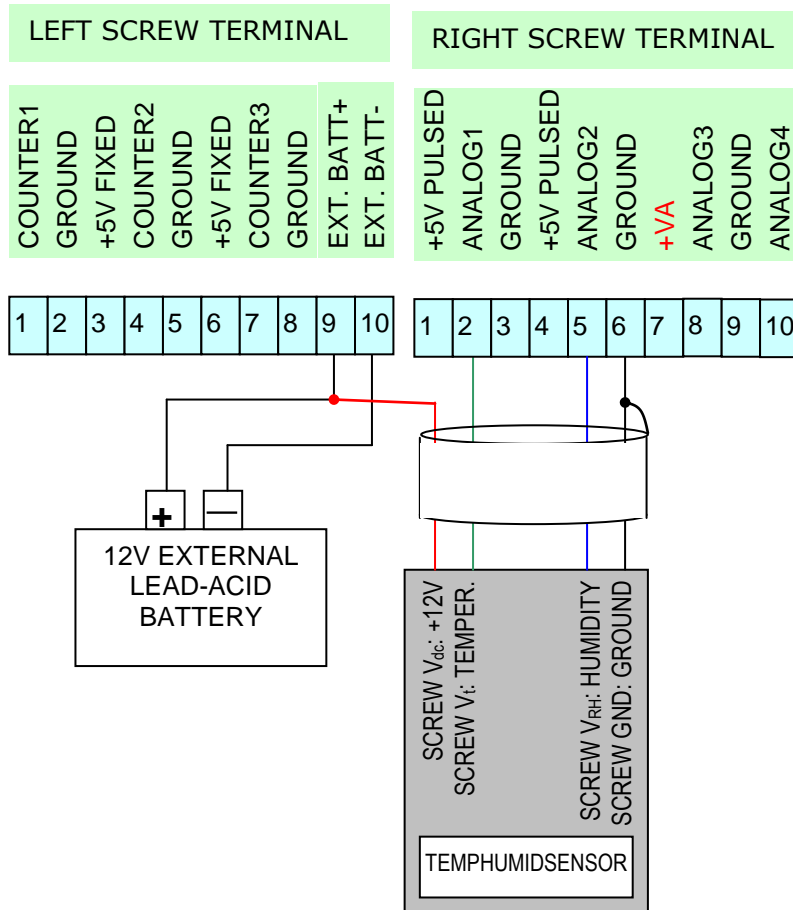 LEFT SCREW TERMINAL
RIGHT SCREW TERMINAL
COUNTER1
GROUND
+5V FIXED
COUNTER2
GROUND
+5V FIXED
COUNTER3
GROUND
EXT. BATT+
EXT. BATT-
+5V PULSED
ANALOG1
GROUND
+5V PULSED
ANALOG2
GROUND
+VA
ANALOG3
GROUND
ANALOG4
1 2 3 4 5 6 7 8 9 10
1 2 3 4 5 6 7 8 9 10
+ —
12V EXTERNAL
LEAD-ACID
BATTERY
SCREW Vdc: +12V
SCREW Vt: TEMPER.
SCREW VRH: HUMIDITY
SCREW GND: GROUND
TEMPHUMIDSENSOR